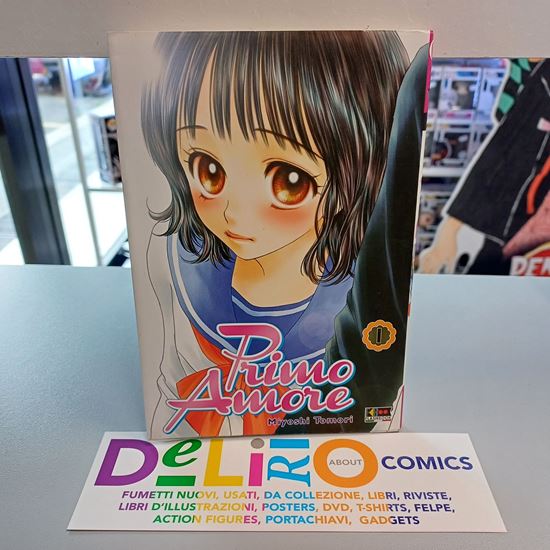 Primo
Amore
Miyoshi Tomori
1
FLASHBOOK
DeLiRiO ABOUT COMICS
FUMETTI NUOVI, USATI, DA COLLEZIONE, LIBRI, RIVISTE,
LIBRI D'ILLUSTRAZIONI, POSTERS, DVD, T-SHIRTS, FELPE,
ACTION FIGURES, PORTACHIAVI, GADGETS